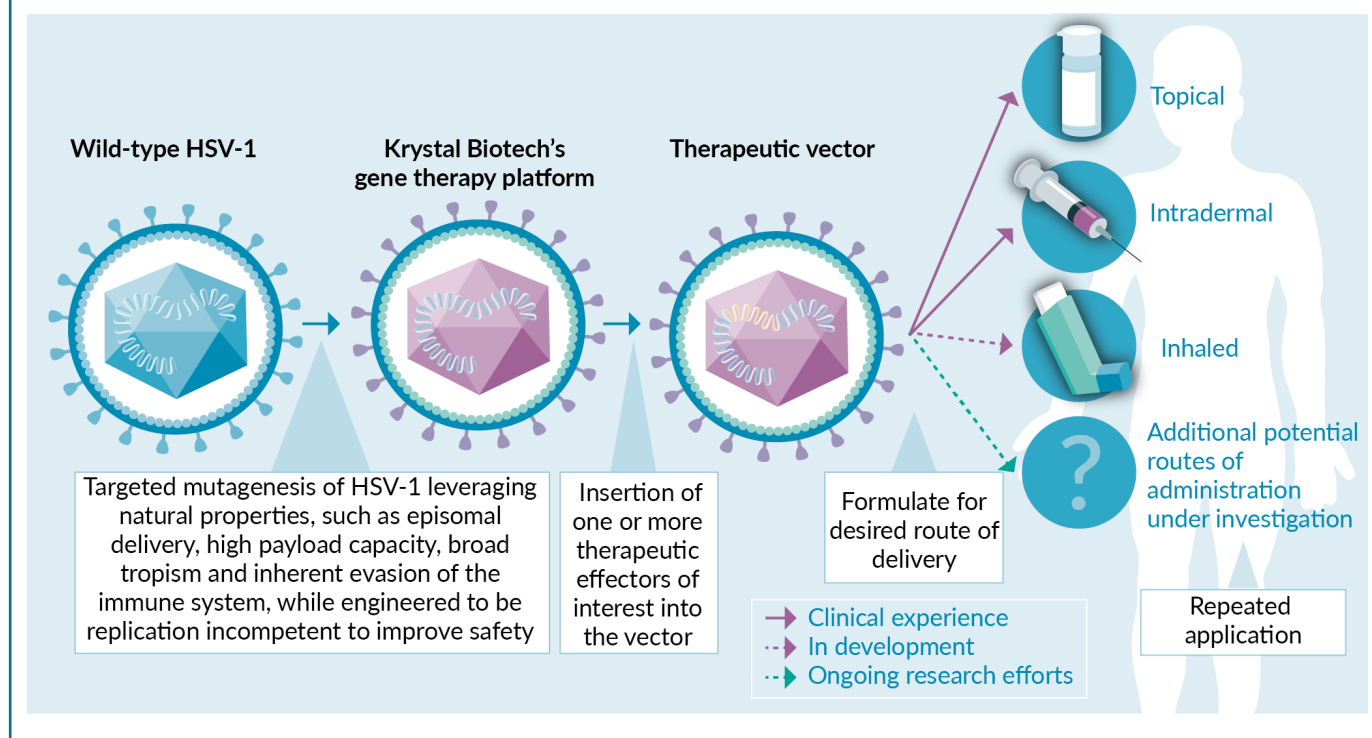 Wild-type HSV-1
Krystal Biotech’s
gene therapy platform
Therapeutic vector
Topical
Intradermal
Inhaled
?
Additional potential
routes of
administration
under investigation
Targeted mutagenesis of HSV-1 leveraging
natural properties, such as episomal
delivery, high payload capacity, broad
tropism and inherent evasion of the
immune system, while engineered to be
replication incompetent to improve safety
Insertion of
one or more
therapeutic
effectors of
interest into
the vector
Formulate for
desired route of
delivery
Clinical experience
In development
Ongoing research efforts
Repeated
application